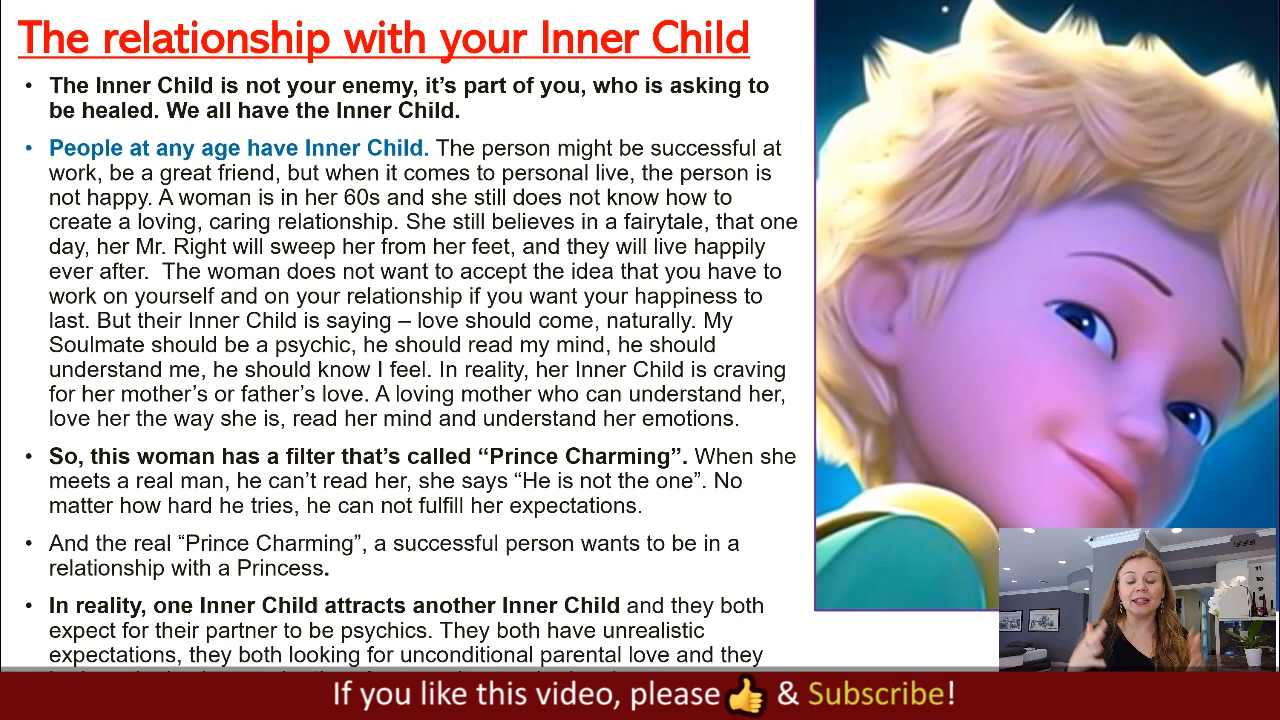 The relationship with your Inner Child
• The Inner Child is not your enemy, it’s part of you, who is asking to
be healed. We all have the Inner Child.
• People at any age have Inner Child. The person might be successful at
work, be a great friend, but when it comes to personal live, the person is
not happy. A woman is in her 60s and she still does not know how to
create a loving, caring relationship. She still believes in a fairytale, that one
day, her Mr. Right will sweep her from her feet, and they will live happily
ever after.  The woman does not want to accept the idea that you have to
work on yourself and on your relationship if you want your happiness to
last. But their Inner Child is saying – love should come, naturally. My
Soulmate should be a psychic, he should read my mind, he should
understand me, he should know I feel. In reality, her Inner Child is craving
for her mother’s or father’s love. A loving mother who can understand her,
love her the way she is, read her mind and understand her emotions.
• So, this woman has a filter that’s called “Prince Charming”. When she
meets a real man, he can’t read her, she says “He is not the one”. No
matter how hard he tries, he can not fulfill her expectations.
• And the real “Prince Charming”, a successful person wants to be in a
relationship with a Princess.
• In reality, one Inner Child attracts another Inner Child and they both
expect for their partner to be psychics. They both have unrealistic
expectations, they both looking for unconditional parental love and they
If you like this video, please 👍 & Subscribe!